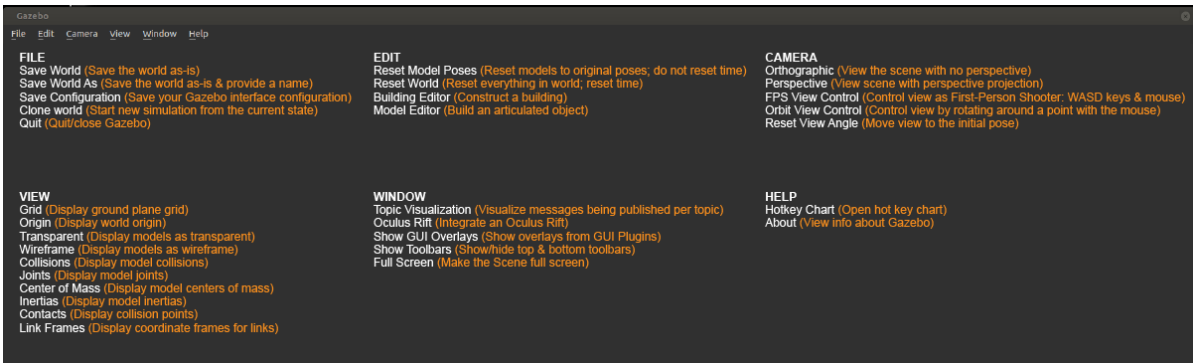 Gazebo
File Edit Camera View Window Help
FILE
Save World (Save the world as-is)
Save World As (Save the world as-is & provide a name)
Save Configuration (Save your Gazebo interface configuration)
Clone world (Start new simulation from the current state)
Quit (Quit/close Gazebo)
EDIT
Reset Model Poses (Reset models to original poses; do not reset time)
Reset World (Reset everything in world; reset time)
Building Editor (Construct a building)
Model Editor (Build an articulated object)
CAMERA
Orthographic (View the scene with no perspective)
Perspective (View scene with perspective projection)
FPS View Control (Control view as First-Person Shooter: WASD keys & mouse)
Orbit View Control (Control view by rotating around a point with the mouse)
Reset View Angle (Move view to the initial pose)
VIEW
Grid (Display ground plane grid)
Origin (Display world origin)
Transparent (Display models as transparent)
Wireframe (Display models as wireframe)
Collisions (Display model collisions)
Joints (Display model joints)
Center of Mass (Display model centers of mass)
Inertias (Display model inertias)
Contacts (Display collision points)
Link Frames (Display coordinate frames for links)
WINDOW
Topic Visualization (Visualize messages being published per topic)
Oculus Rift (Integrate an Oculus Rift)
Show GUI Overlays (Show overlays from GUI Plugins)
Show Toolbars (Show/hide top & bottom toolbars)
Full Screen (Make the Scene full screen)
HELP
Hotkey Chart (Open hot key chart)
About (View info about Gazebo)